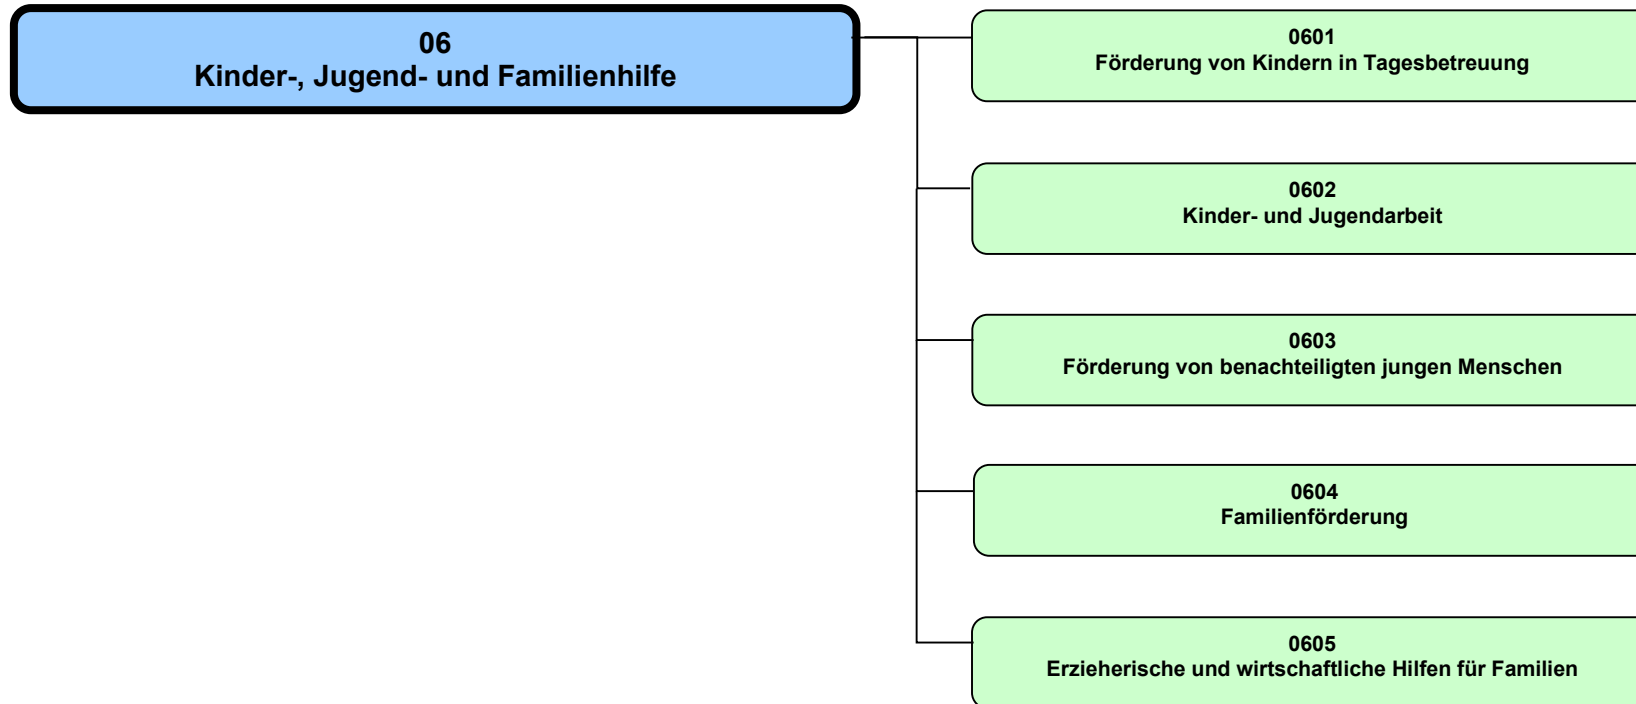 06
Kinder-, Jugend- und Familienhilfe
0601
Förderung von Kindern in Tagesbetreuung
0602
Kinder- und Jugendarbeit
0603
Förderung von benachteiligten jungen Menschen
0604
Familienförderung
0605
Erzieherische und wirtschaftliche Hilfen für Familien